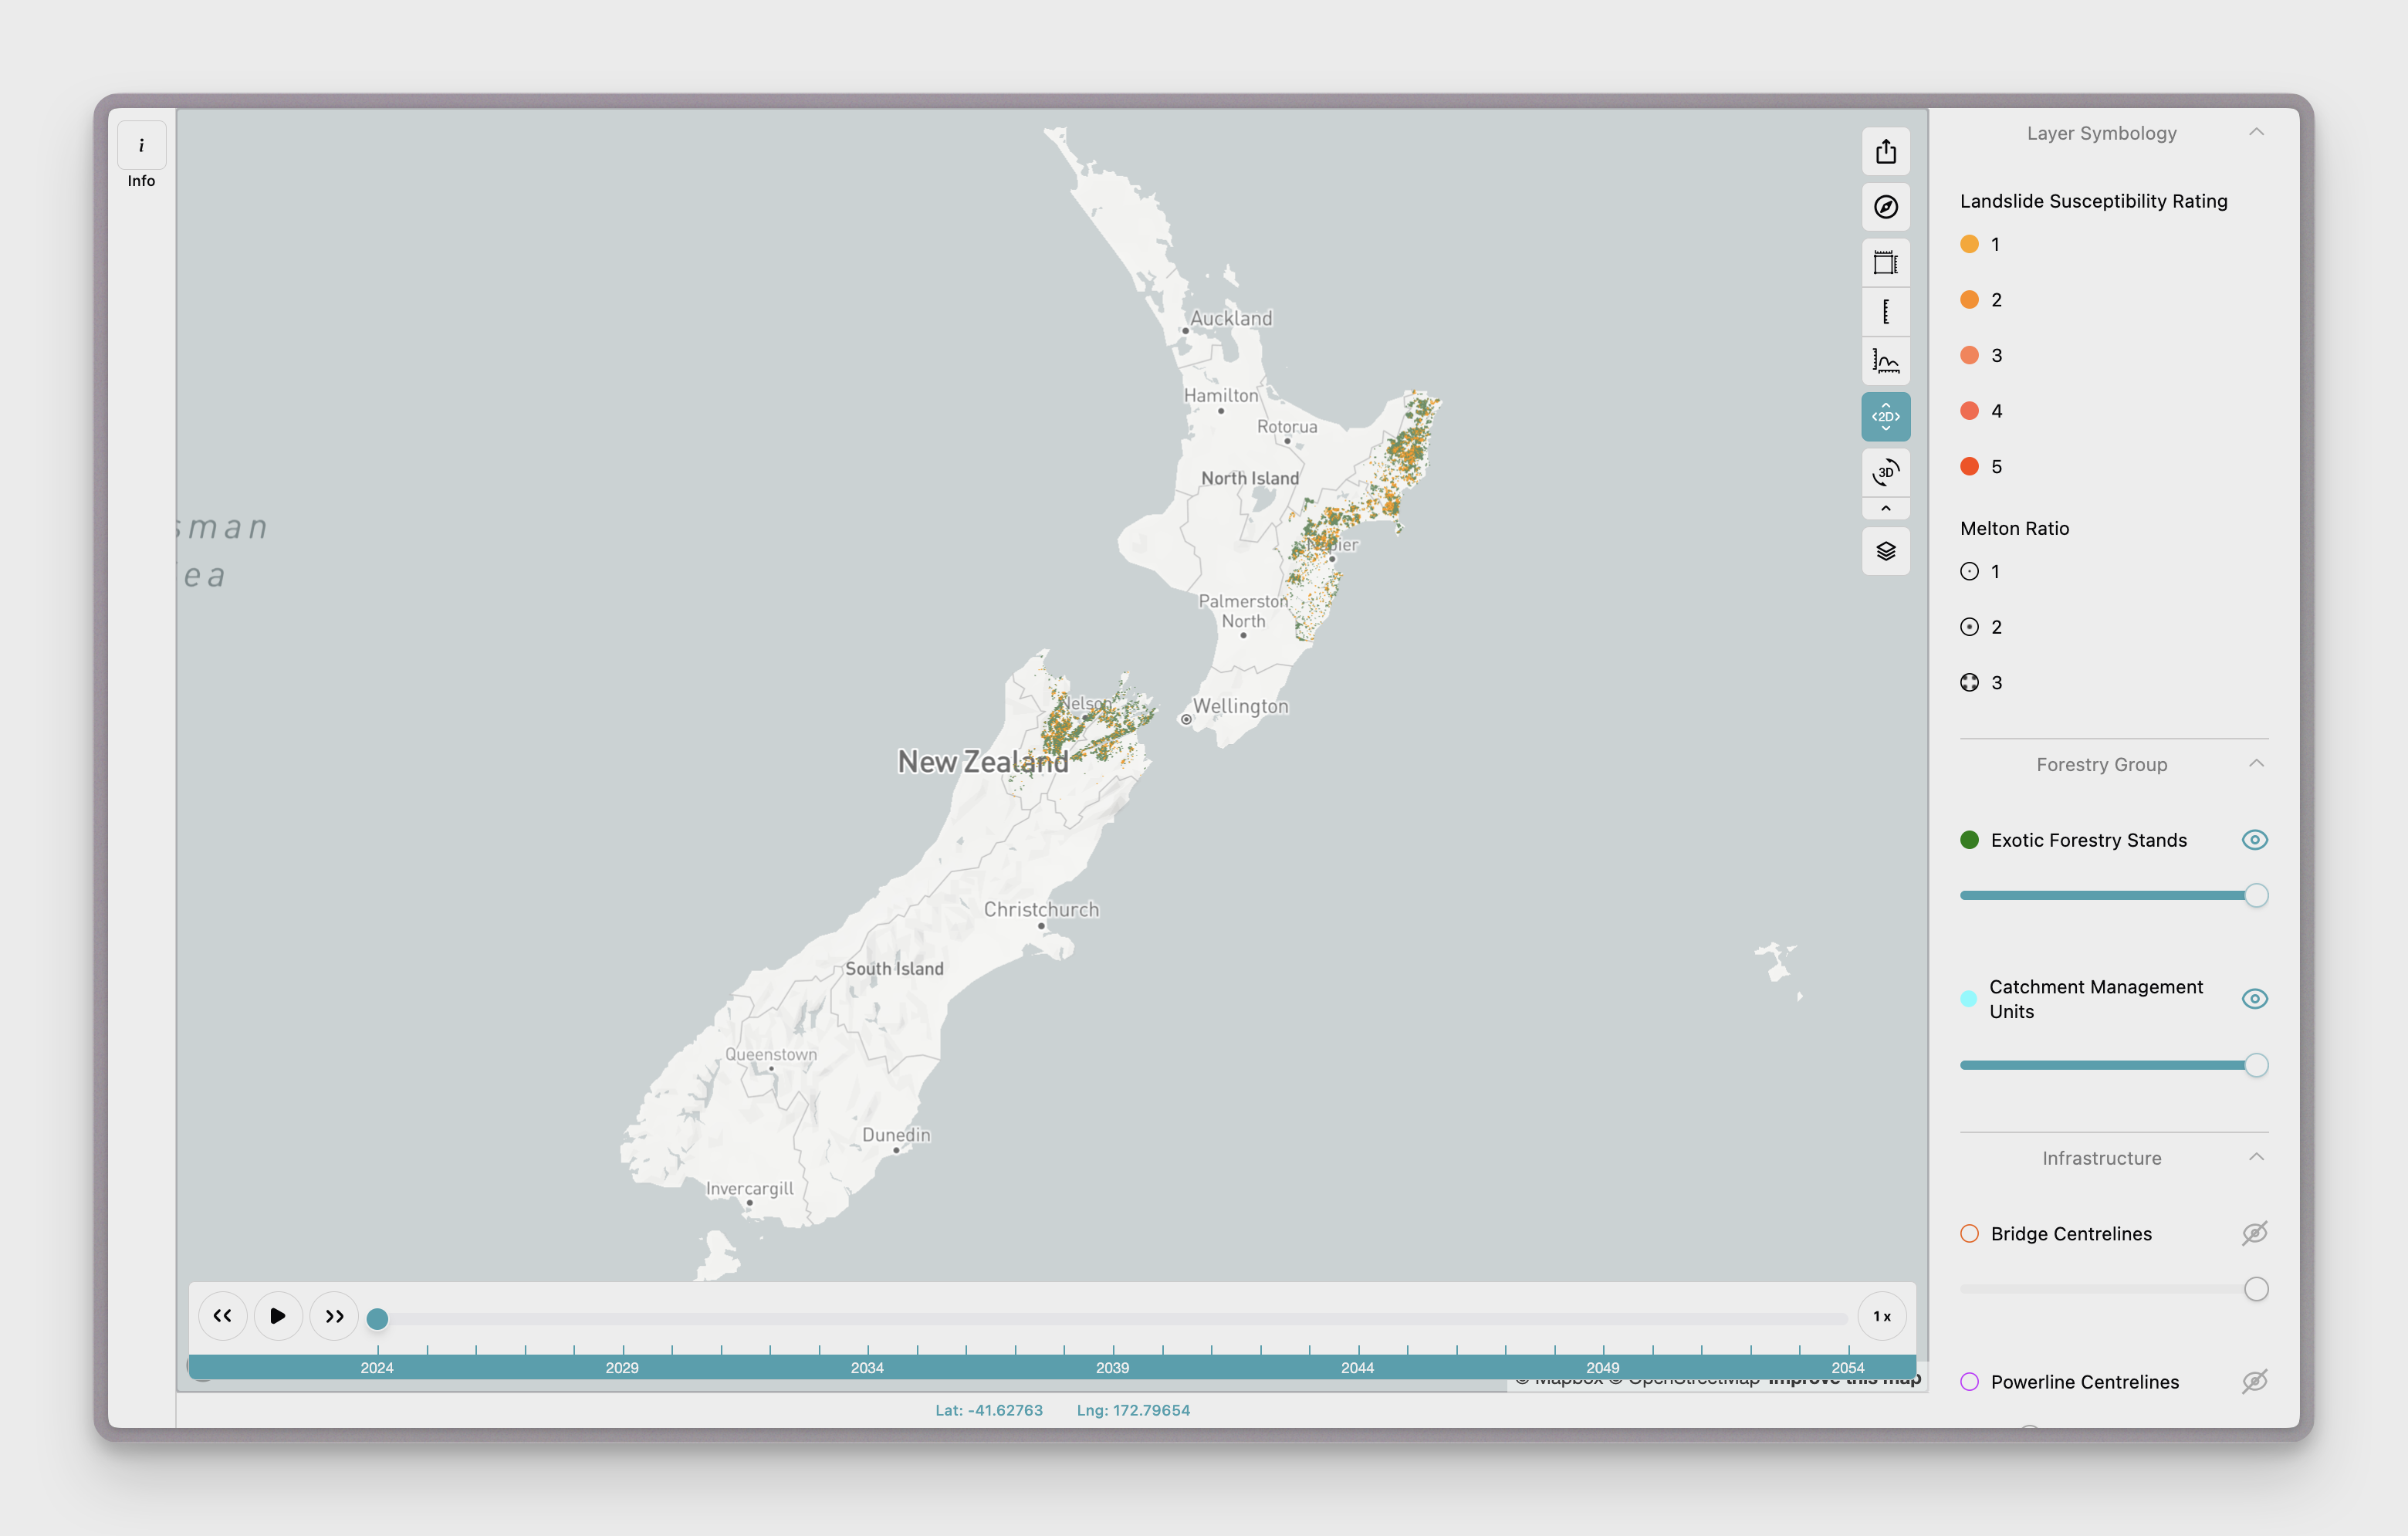 i
Info
sman
ea
Auckland
Hamilton
Rotorua
North Island
Napier
Palmerston
North
Nelson
Wellington
New Zealand
Christchurch
South Island
Queenstown
Dunedin
Invercargill
2D
3D
1 x
2024 2029 2034 2039 2044 2049 2054
© Mapbox © OpenStreetMap Improve this map
Lat: -41.62763 Lng: 172.79654
Layer Symbology
Landslide Susceptibility Rating
1
2
3
4
5
Melton Ratio
1
2
3
Forestry Group
Exotic Forestry Stands
Catchment Management
Units
Infrastructure
Bridge Centrelines
Powerline Centrelines